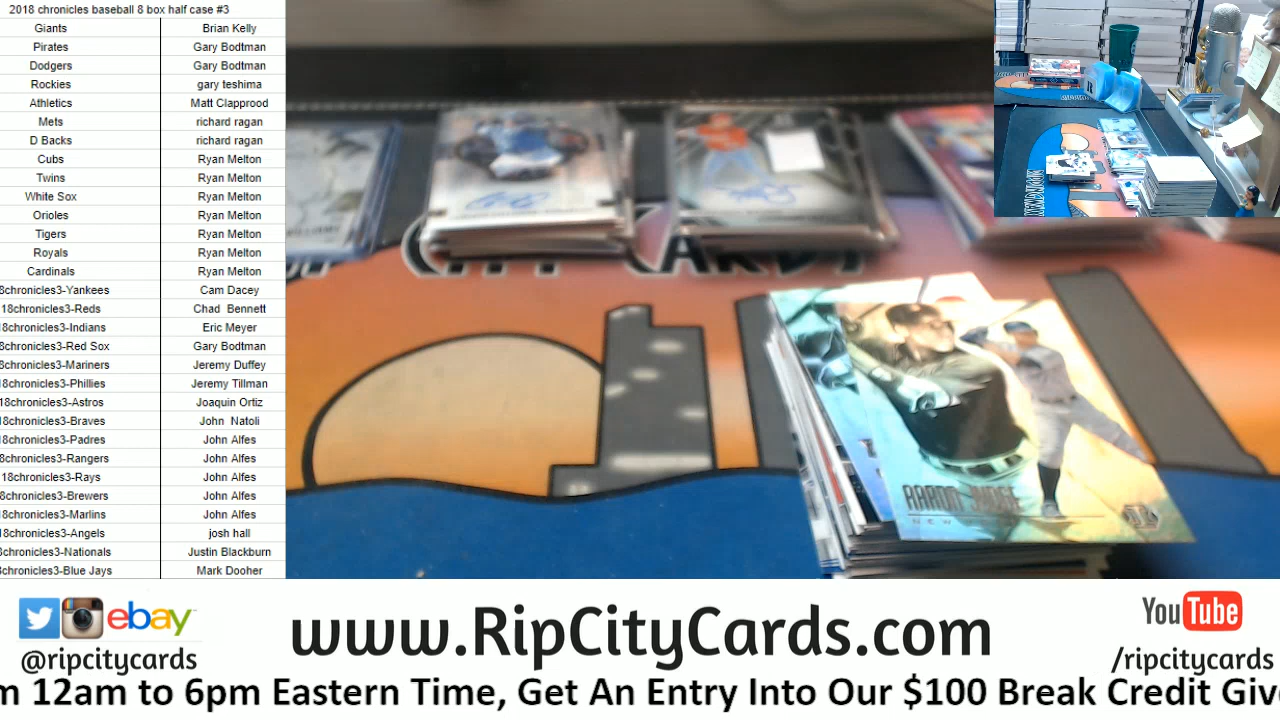 2018 chronicles baseball 8 box half case #3
Giants Brian Kelly
Pirates Gary Bodtman
Dodgers Gary Bodtman
Rockies gary teshima
Athletics Matt Clapprood
Mets richard ragan
D Backs richard ragan
Cubs Ryan Melton
Twins Ryan Melton
White Sox Ryan Melton
Orioles Ryan Melton
Tigers Ryan Melton
Royals Ryan Melton
Cardinals Ryan Melton
8chronicles3-Yankees Cam Dacey
18chronicles3-Reds Chad Bennett
18chronicles3-Indians Eric Meyer
8chronicles3-Red Sox Gary Bodtman
18chronicles3-Mariners Jeremy Duffey
18chronicles3-Phillies Jeremy Tillman
18chronicles3-Astros Joaquin Ortiz
18chronicles3-Braves John Natoli
18chronicles3-Padres John Alfes
8chronicles3-Rangers John Alfes
18chronicles3-Rays John Alfes
8chronicles3-Brewers John Alfes
18chronicles3-Marlins John Alfes
18chronicles3-Angels josh hall
8chronicles3-Nationals Justin Blackburn
8chronicles3-Blue Jays Mark Dooher
CITY CARDS
AARON JUDGE
NEW
ebay
@ripcitycards
www.RipCityCards.com
YouTube
/ripcitycards
m 12am to 6pm Eastern Time, Get An Entry Into Our $100 Break Credit Give